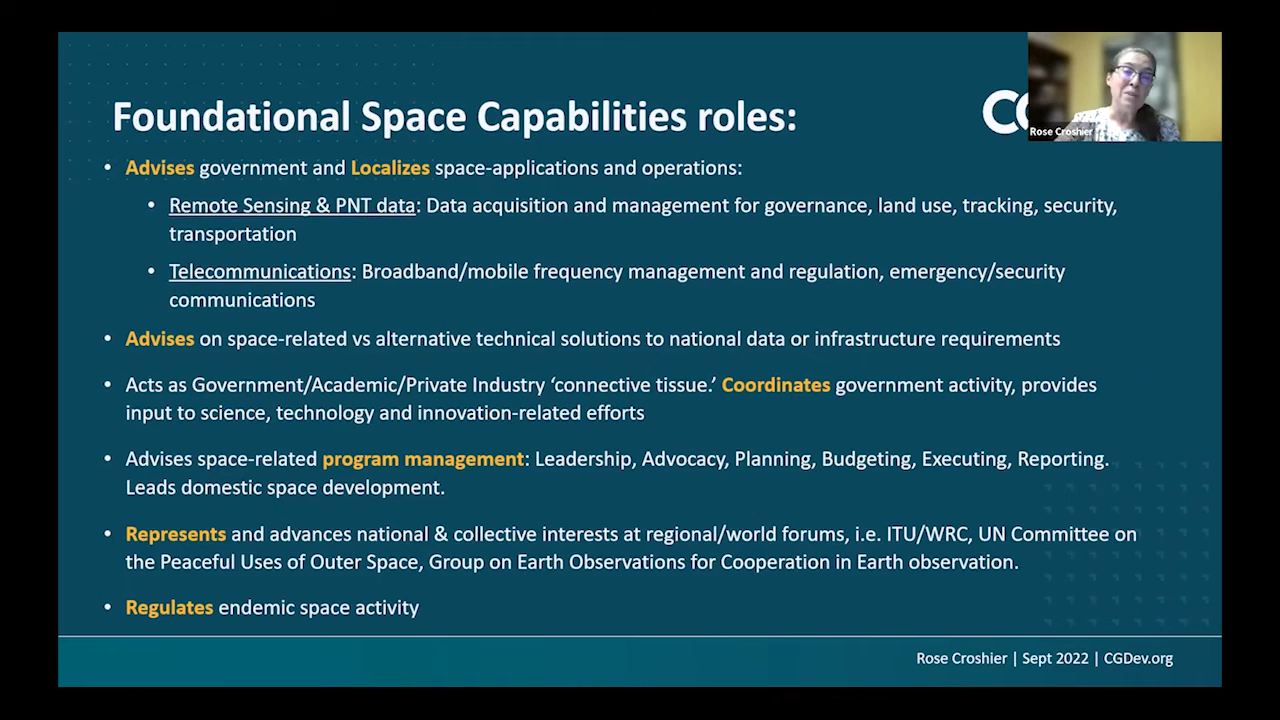 Foundational Space Capabilities roles:
CG
Rose Croshier
• Advises government and Localizes space-applications and operations:
• Remote Sensing & PNT data: Data acquisition and management for governance, land use, tracking, security,
transportation
• Telecommunications: Broadband/mobile frequency management and regulation, emergency/security
communications
• Advises on space-related vs alternative technical solutions to national data or infrastructure requirements
• Acts as Government/Academic/Private Industry ‘connective tissue.’ Coordinates government activity, provides
input to science, technology and innovation-related efforts
• Advises space-related program management: Leadership, Advocacy, Planning, Budgeting, Executing, Reporting.
Leads domestic space development.
• Represents and advances national & collective interests at regional/world forums, i.e. ITU/WRC, UN Committee on
the Peaceful Uses of Outer Space, Group on Earth Observations for Cooperation in Earth observation.
• Regulates endemic space activity
Rose Croshier | Sept 2022 | CGDev.org